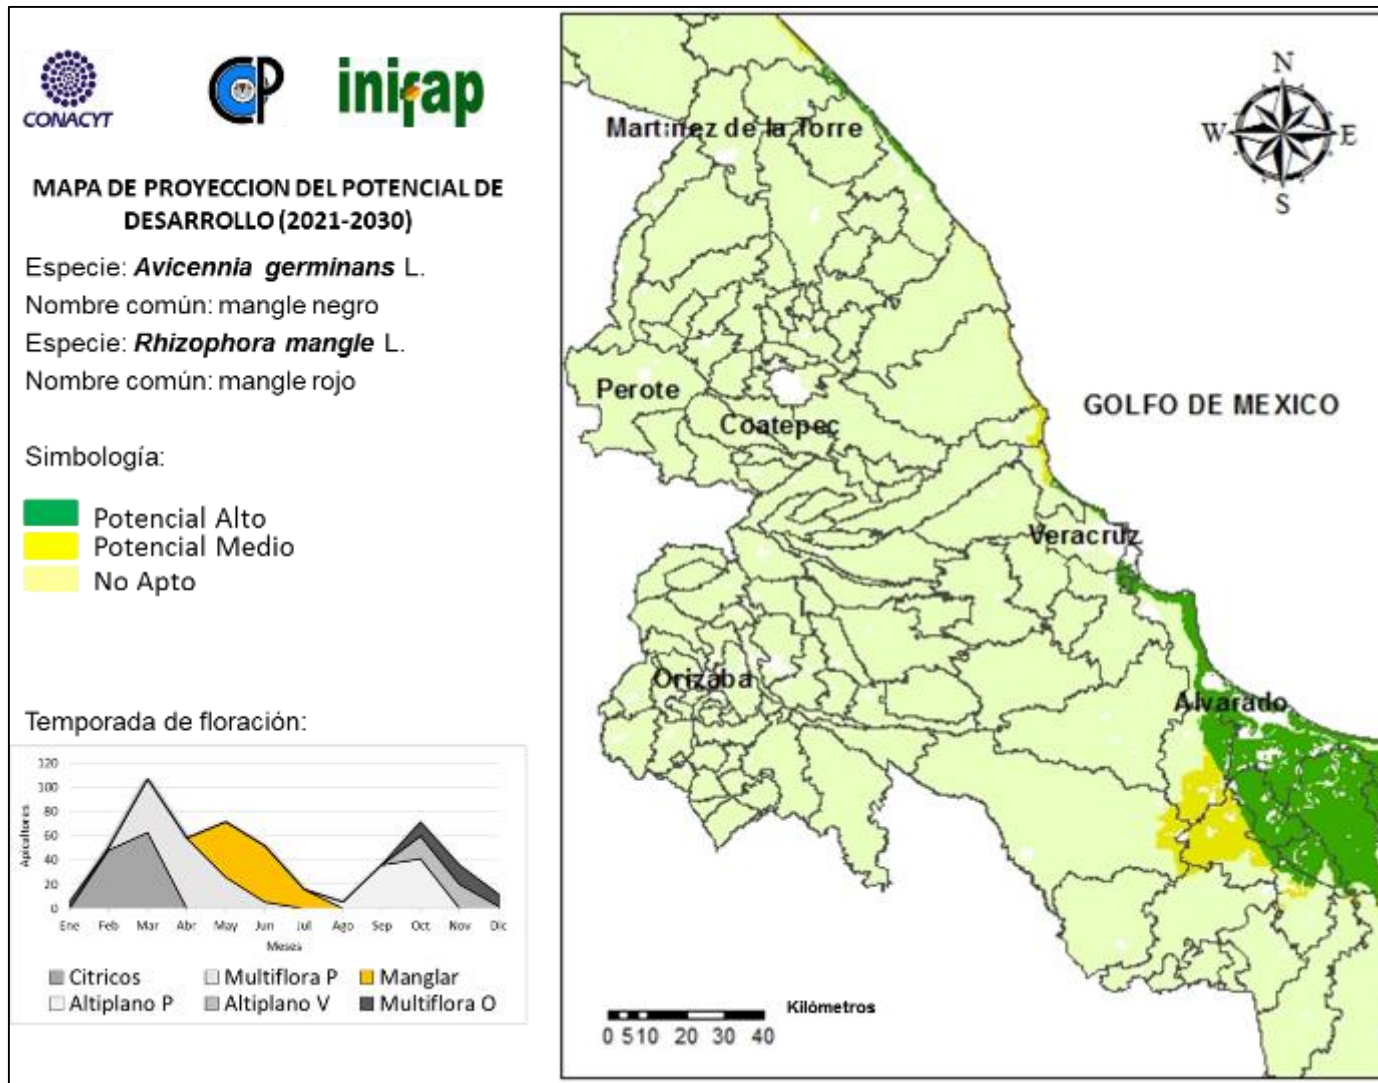 CONACYT
CP
inifap
MAPA DE PROYECCION DEL POTENCIAL DE
DESARROLLO (2021-2030)
Especie: Avicennia germinans L.
Nombre común: mangle negro
Especie: Rhizophora mangle L.
Nombre común: mangle rojo
Simbología:
Potencial Alto
Potencial Medio
No Apto
Temporada de floración:
120
100
80
60
40
20
0
Apicultores
Ene Feb Mar Abr May Jun Jul Ago Sep Oct Nov Dic
Meses
Citricos Multiflora P Manglar
Altiplano P Altiplano V Multiflora O
N
W E
S
Martinez de la Torre
Perote
Coatepec
GOLFO DE MEXICO
Veracruz
Orizaba
Alvarado
Kilómetros
0 5 10 20 30 40